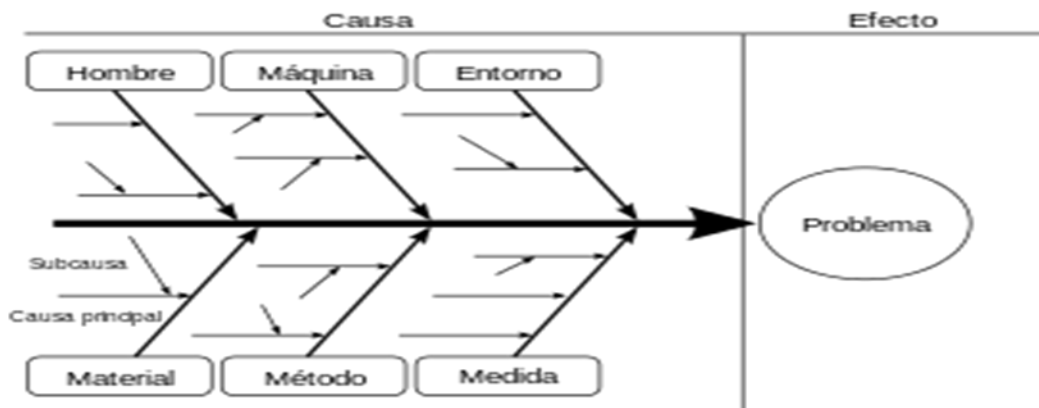 Causa
Efecto
Hombre
Máquina
Entorno
Problema
Subcausa
Causa principal
Material
Método
Medida